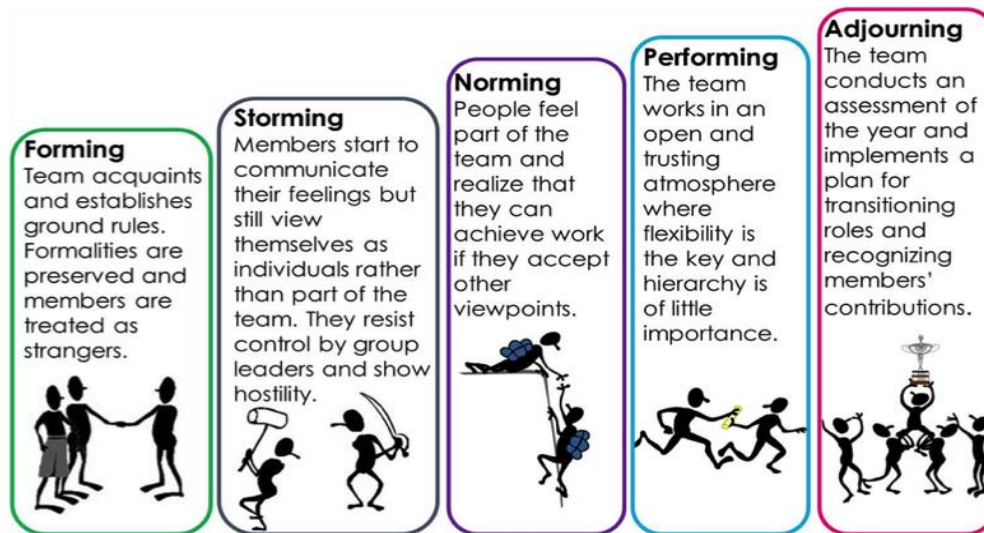 Forming
Team acquaints
and establishes
ground rules.
Formalities are
preserved and
members are
treated as
strangers.
Storming
Members start to
communicate
their feelings but
still view
themselves as
individuals rather
than part of the
team. They resist
control by group
leaders and show
hostility.
Norming
People feel
part of the
team and
realize that
they can
achieve work
if they accept
other
viewpoints.
Performing
The team
works in an
open and
trusting
atmosphere
where
flexibility is
the key and
hierarchy is
of little
importance.
Adjourning
The team
conducts an
assessment of
the year and
implements a
plan for
transitioning
roles and
recognizing
members'
contributions.